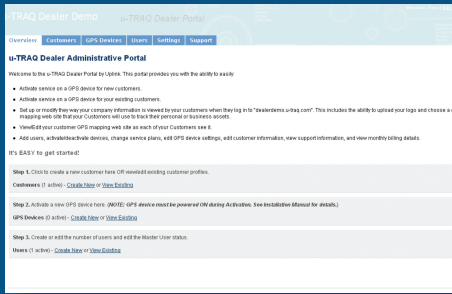 -TRAQ Dealer Demo
u-TRAQ Dealer Portal
Overview Customers GPS Devices Users Settings Support
u-TRAQ Dealer Administrative Portal
Welcome to the u-TRAQ Dealer Portal by Uplink. This portal provides you with the ability to easily:
Activate service on a GPS device for new customers.
Activate service on a GPS device for your existing customers.
Set up or modify they way your company information is viewed by your customers when they log in to "dealerdemo.u-traq.com". This includes the ability to upload your logo and choose a
mapping web site that your Customers will use to track their personal or business assets.
View/Edit your customer GPS mapping web site as each of your Customers see it.
Add users, activate/deactivate devices, change service plans, edit GPS device settings, edit customer information, view support information, and view monthly billing details.
It's EASY to get started!
Step 1. Click to create a new customer here OR view/edit existing customer profiles.
Customers (1 active) - Create New or View Existing
Step 2. Activate a new GPS device here. (NOTE: GPS device must be powered ON during Activation. See Installation Manual for details.)
GPS Devices (0 active) - Create New or View Existing
Step 3. Create or edit the number of users and edit the Master User status.
Users (1 active) - Create New or View Existing